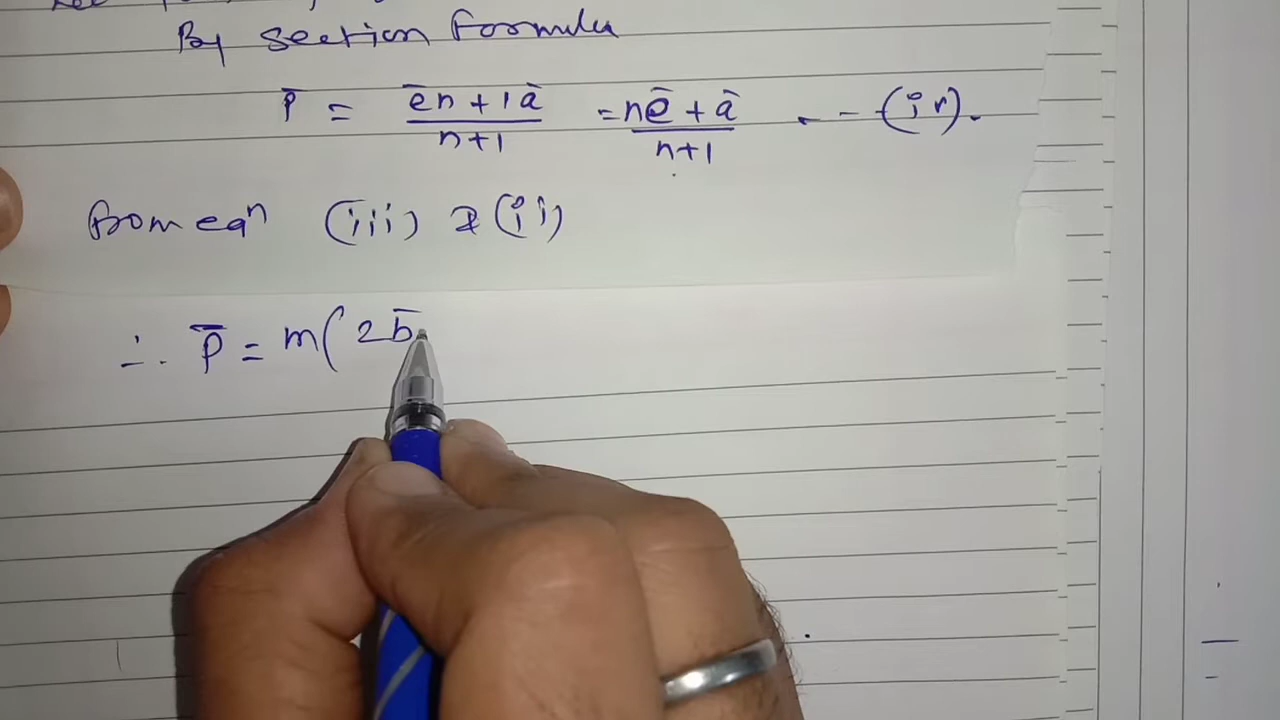 By section formula
p̄ = ēn + 1ā / n+1 = nē + ā / n+1 . - - (iv).
From eqⁿ (iii) & (ii)
∴ p̄ = m( 2b̄